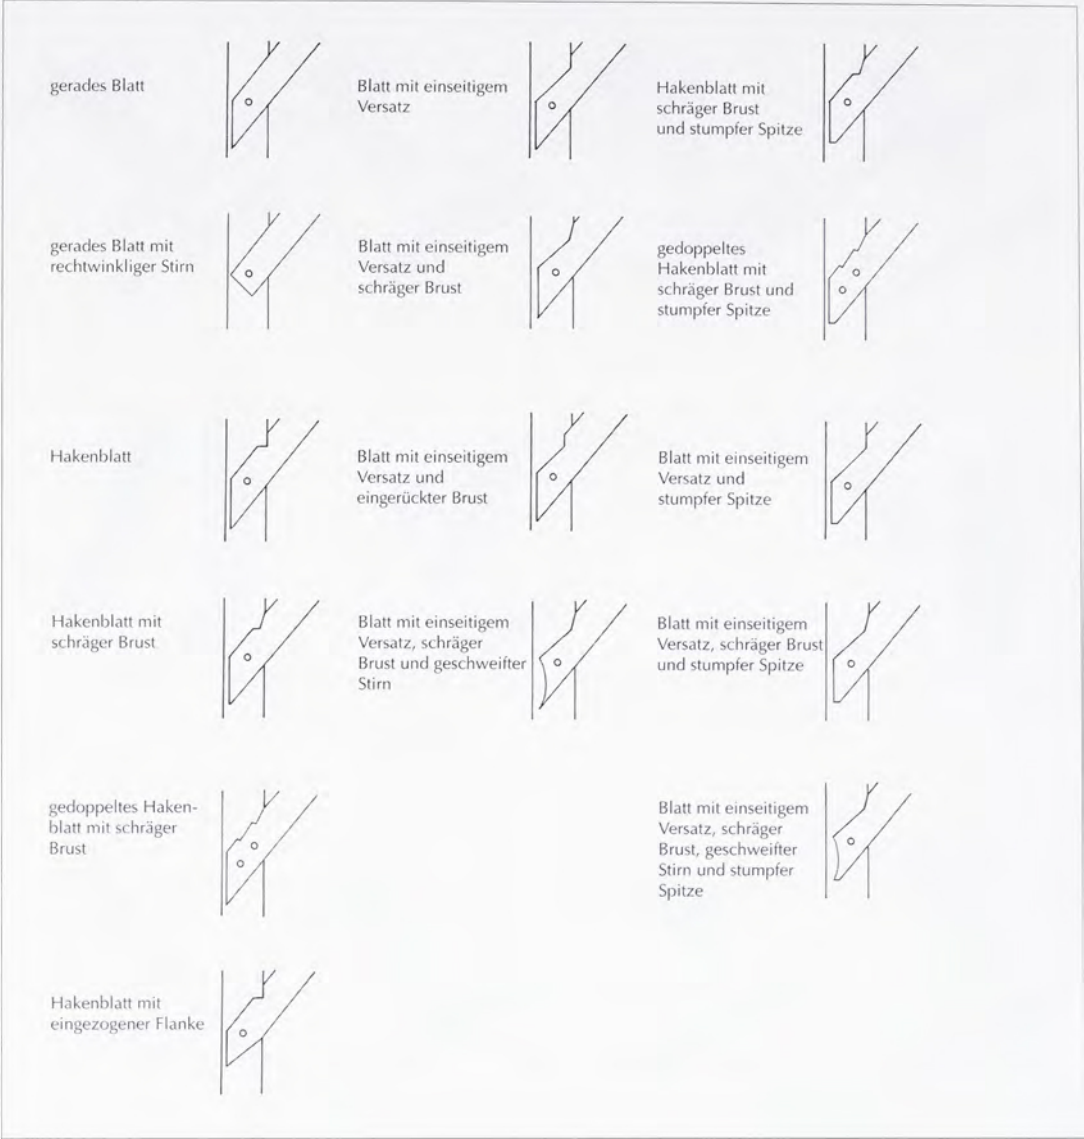 gerades Blatt
Blatt mit einseitigem
Versatz
Hakenblatt mit
schräger Brust
und stumpfer Spitze
gerades Blatt mit
rechtwinkliger Stirn
Blatt mit einseitigem
Versatz und
schräger Brust
gedoppeltes
Hakenblatt mit
schräger Brust und
stumpfer Spitze
Hakenblatt
Blatt mit einseitigem
Versatz und
eingerückter Brust
Blatt mit einseitigem
Versatz und
stumpfer Spitze
Hakenblatt mit
schräger Brust
Blatt mit einseitigem
Versatz, schräger
Brust und geschweifter
Stirn
Blatt mit einseitigem
Versatz, schräger Brust
und stumpfer Spitze
gedoppeltes Haken-
blatt mit schräger
Brust
Blatt mit einseitigem
Versatz, schräger
Brust, geschweifter
Stirn und stumpfer
Spitze
Hakenblatt mit
eingezogener Flanke